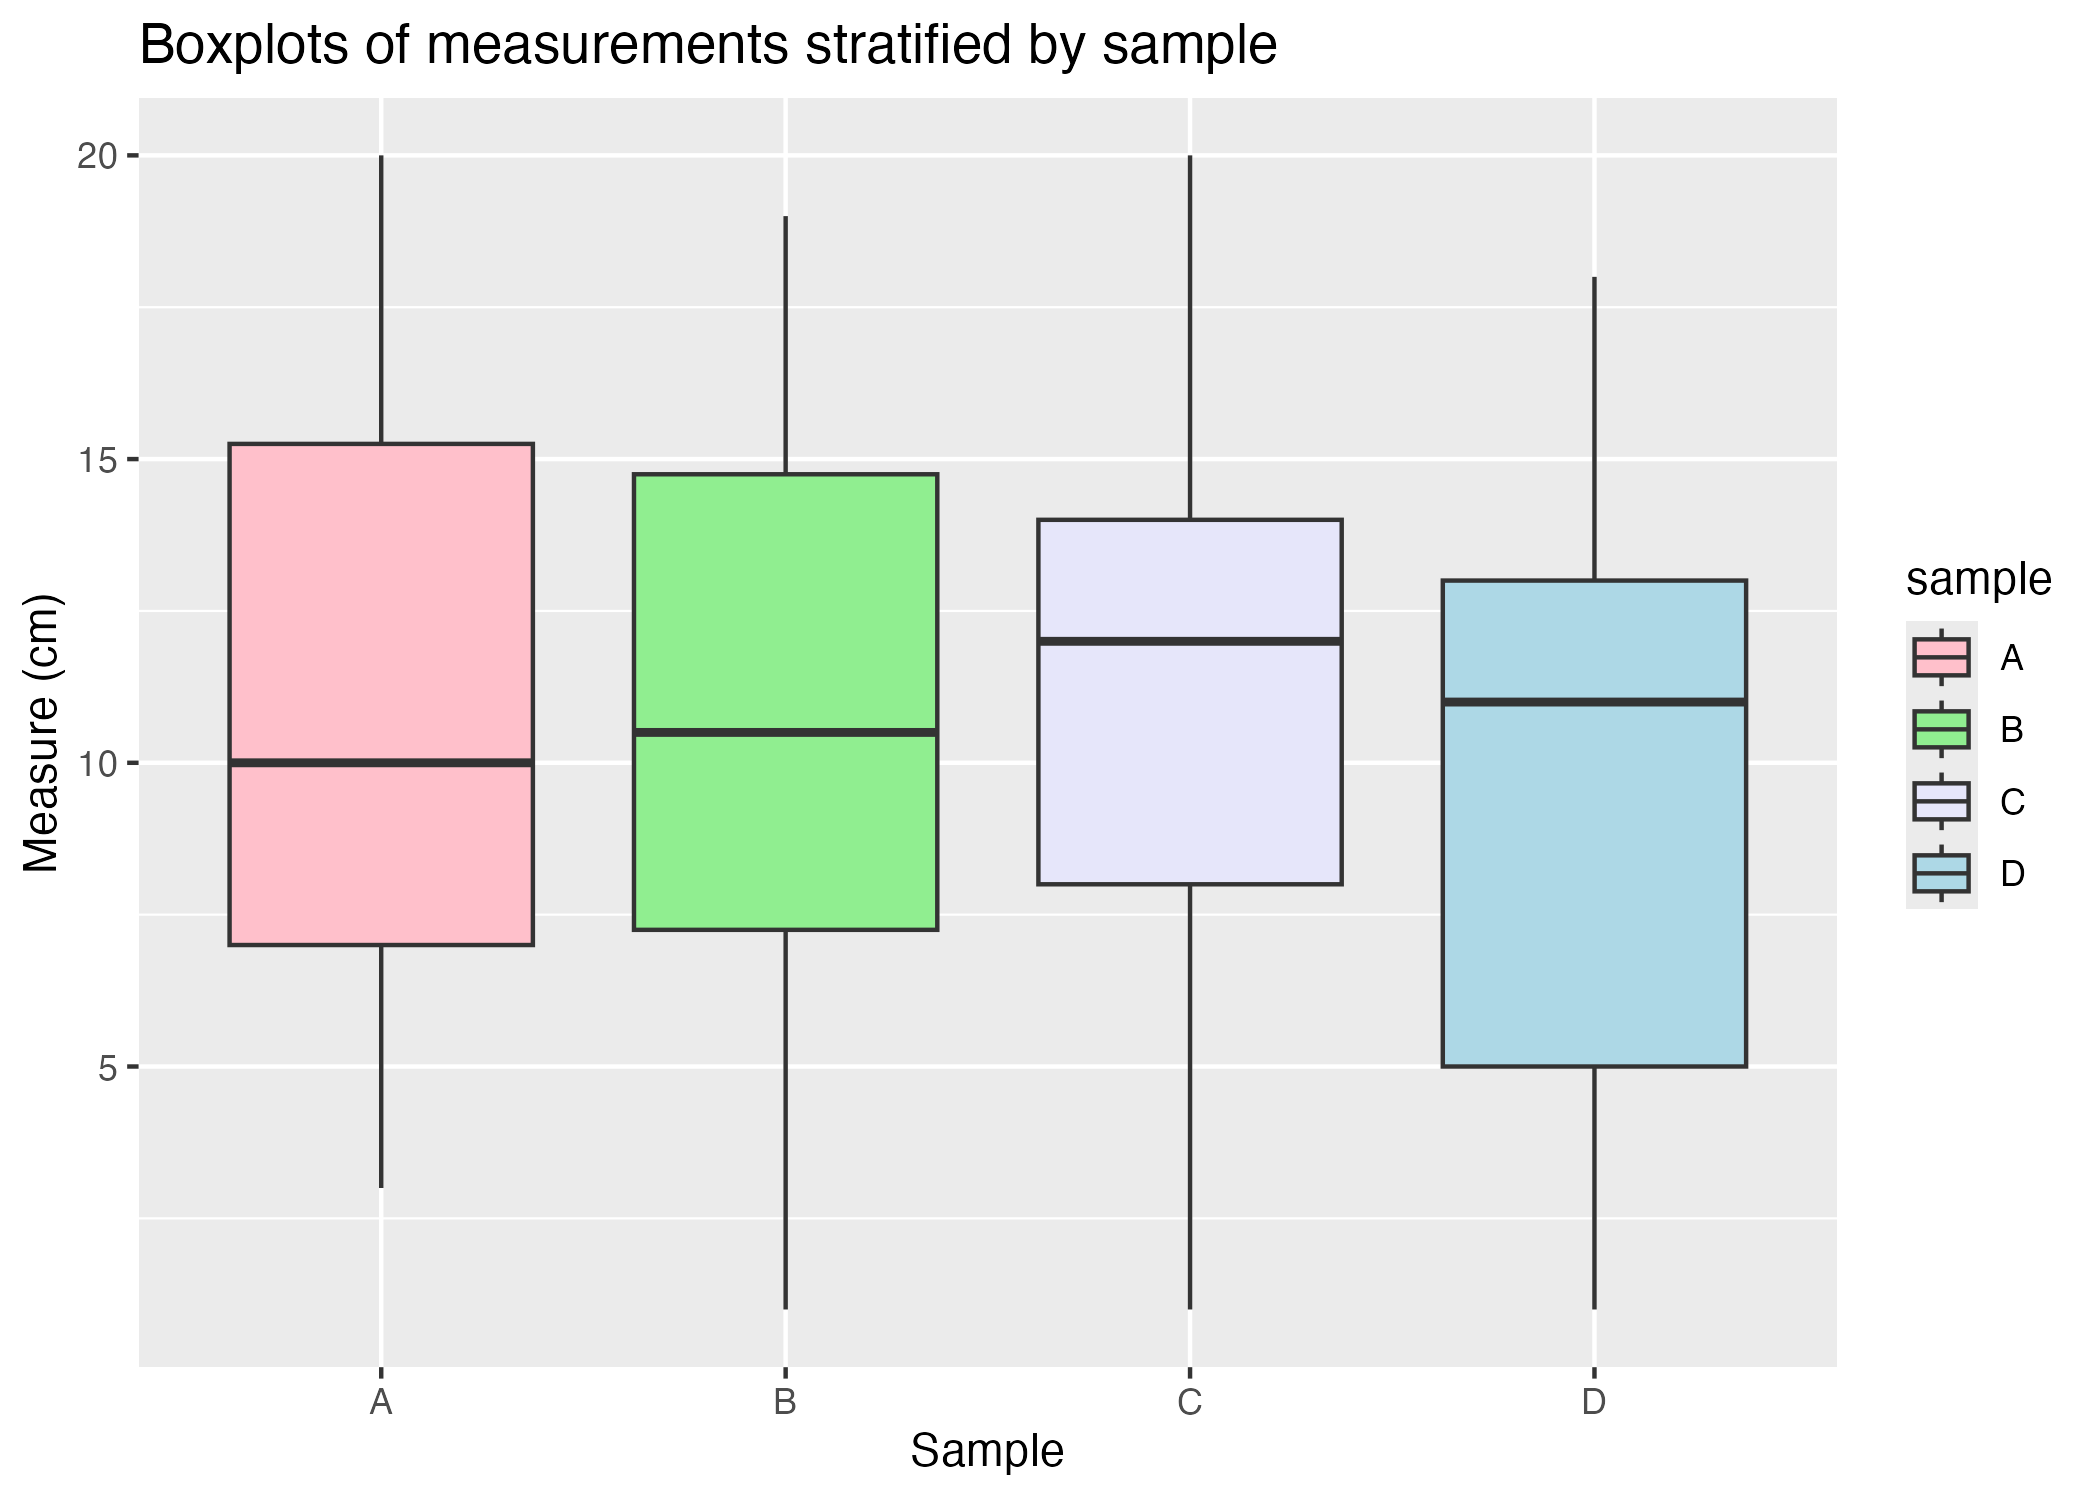 Boxplots of measurements stratified by sample
Measure (cm)
20
15
10
5
A
B
C
D
Sample
sample
A
B
C
D